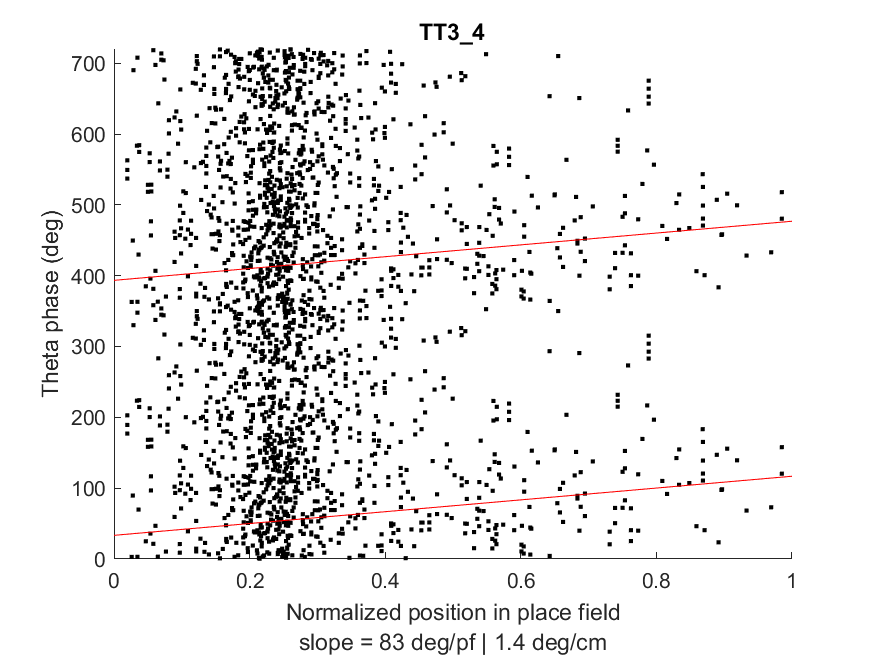 TT3_4
700
600
500
400
300
200
100
0
Theta phase (deg)
0 0.2 0.4 0.6 0.8 1
Normalized position in place field
slope = 83 deg/pf | 1.4 deg/cm